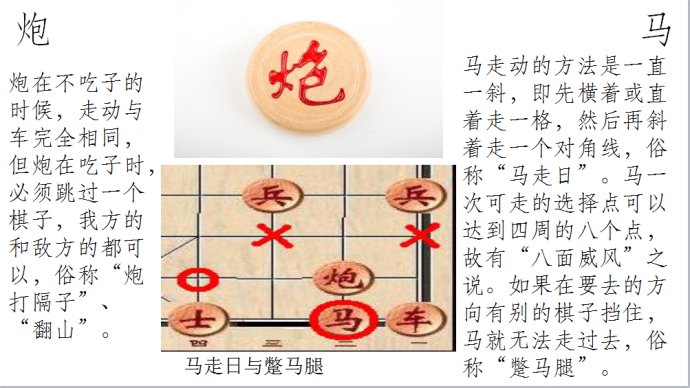 炮
炮在不吃子的
时候，走动与
车完全相同，
但炮在吃子时，
必须跳过一个
棋子，我方的
和敌方的都可
以，俗称“炮
打隔子”、
“翻山”。
炮
兵 兵
炮
士 马 车
四 三 二 一
马走日与蹩马腿
马
马走动的方法是一直
一斜，即先横着或直
着走一格，然后再斜
着走一个对角线，俗
称“马走日”。马一
次可走的选择点可以
达到四周的八个点，
故有“八面威风”之
说。如果在要去的方
向有别的棋子挡住，
马就无法走过去，俗
称“蹩马腿”。